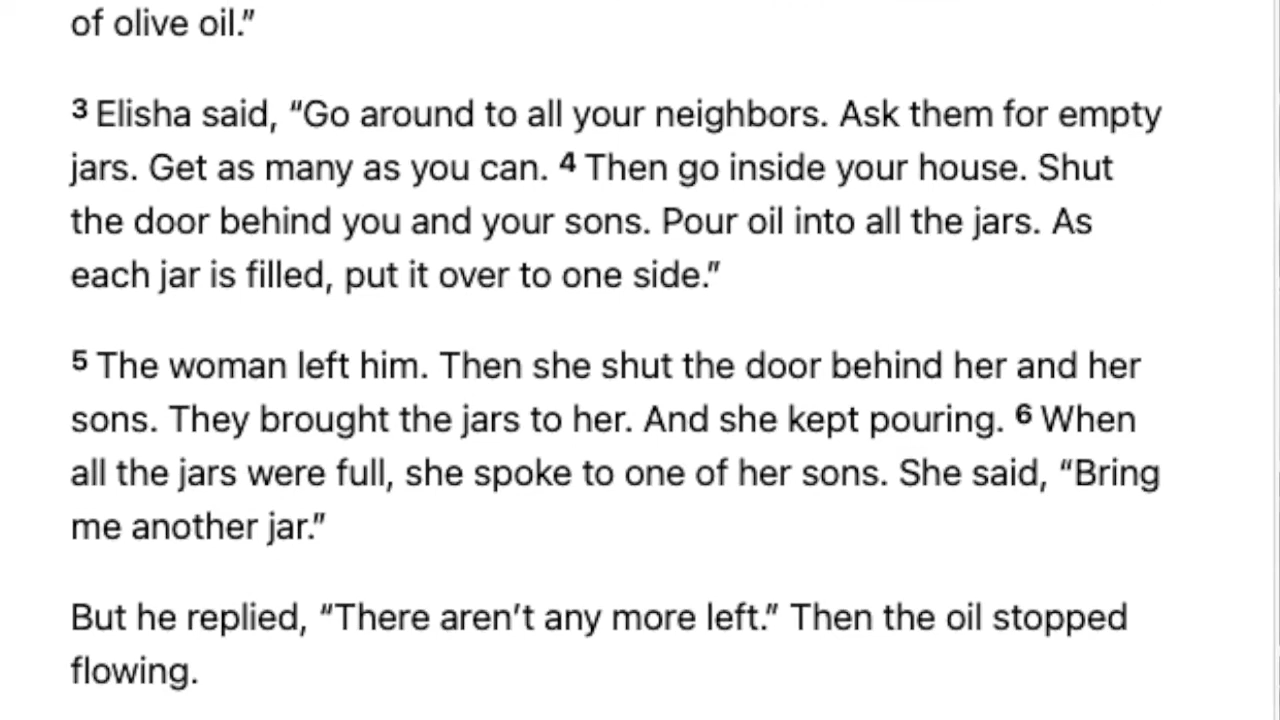 of olive oil.”
3 Elisha said, “Go around to all your neighbors. Ask them for empty
jars. Get as many as you can. 4 Then go inside your house. Shut
the door behind you and your sons. Pour oil into all the jars. As
each jar is filled, put it over to one side.”
5 The woman left him. Then she shut the door behind her and her
sons. They brought the jars to her. And she kept pouring. 6 When
all the jars were full, she spoke to one of her sons. She said, “Bring
me another jar.”
But he replied, “There aren’t any more left.” Then the oil stopped
flowing.